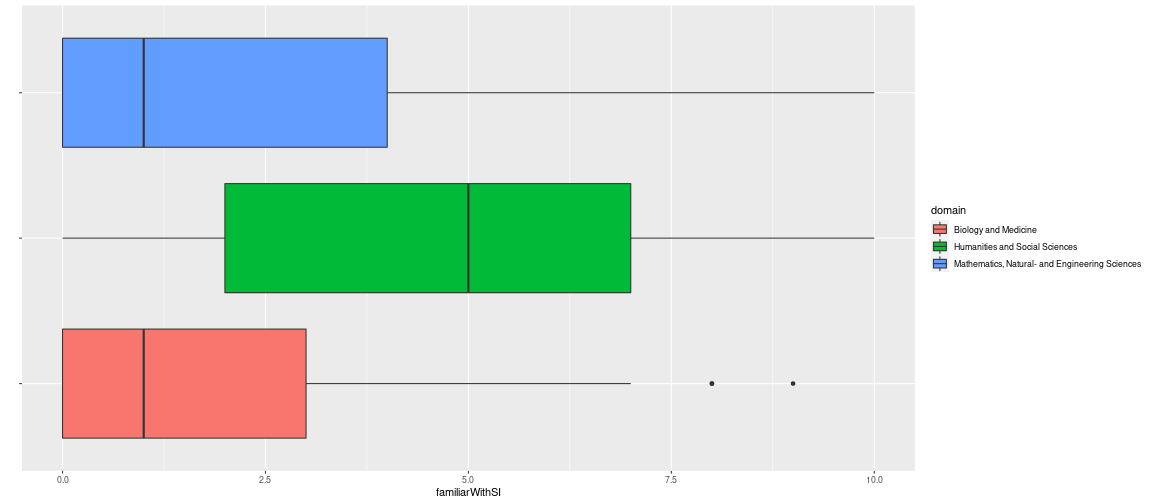 domain
Biology and Medicine
Humanities and Social Sciences
Mathematics, Natural- and Engineering Sciences
0.0 2.5 5.0 7.5 10.0
familiarWithSI